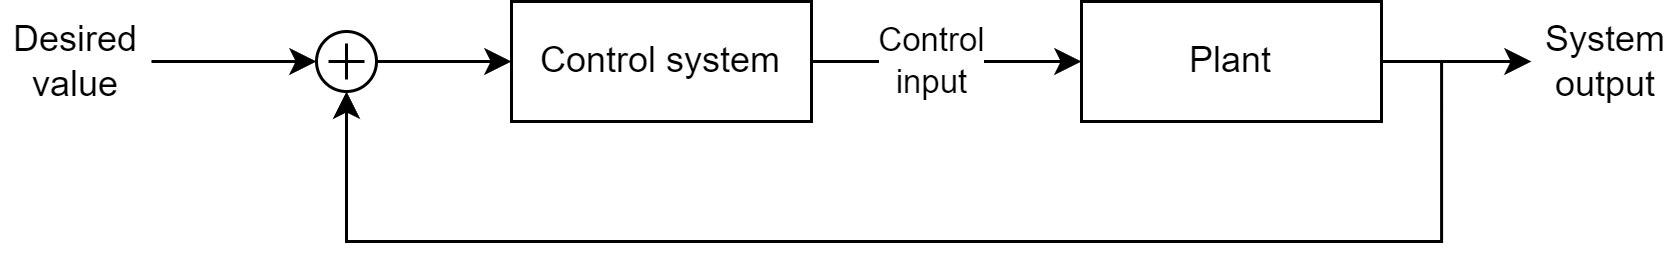 Desired
value
Control system
Control
input
Plant
System
output